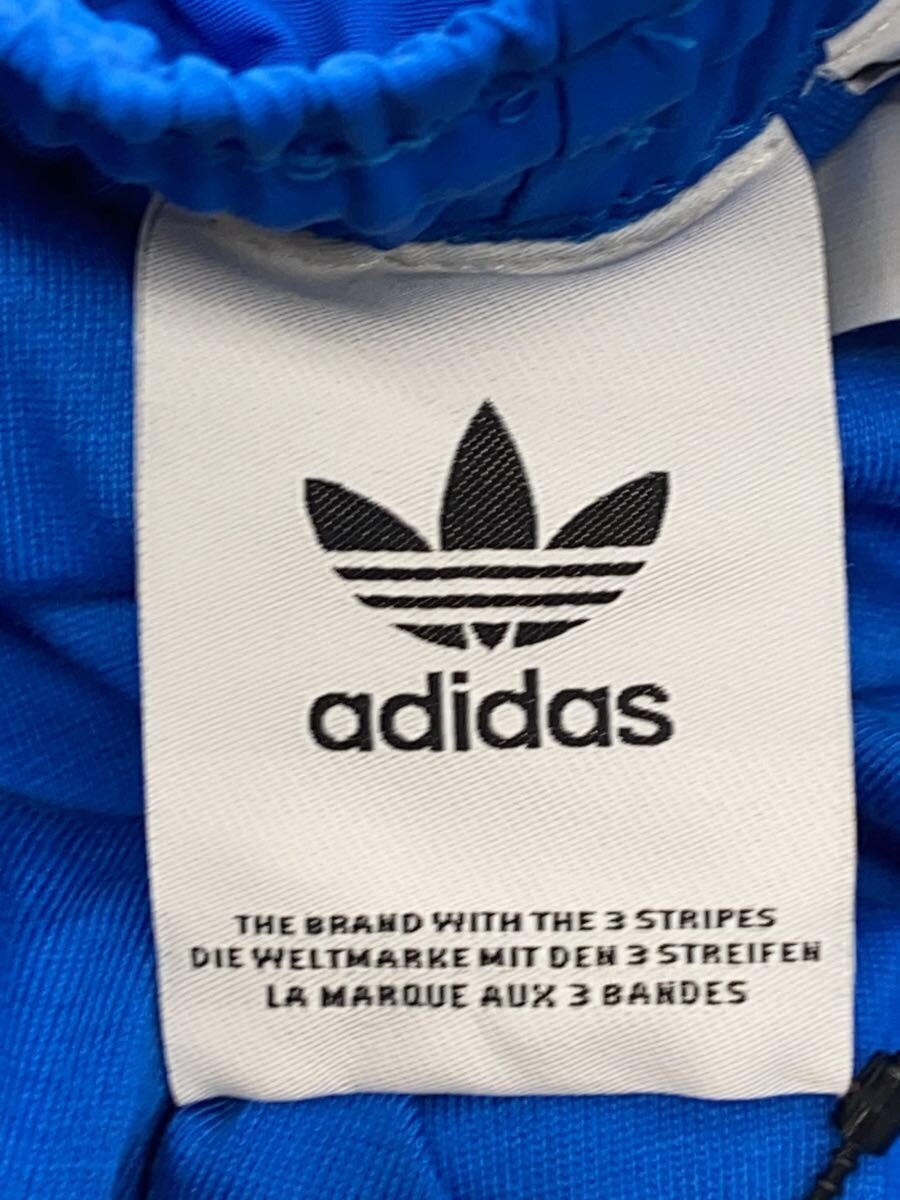 adidas
THE BRAND WITH THE 3 STRIPES
DIE WELTMARKE MIT DEN 3 STREIFEN
LA MARQUE AUX 3 BANDES